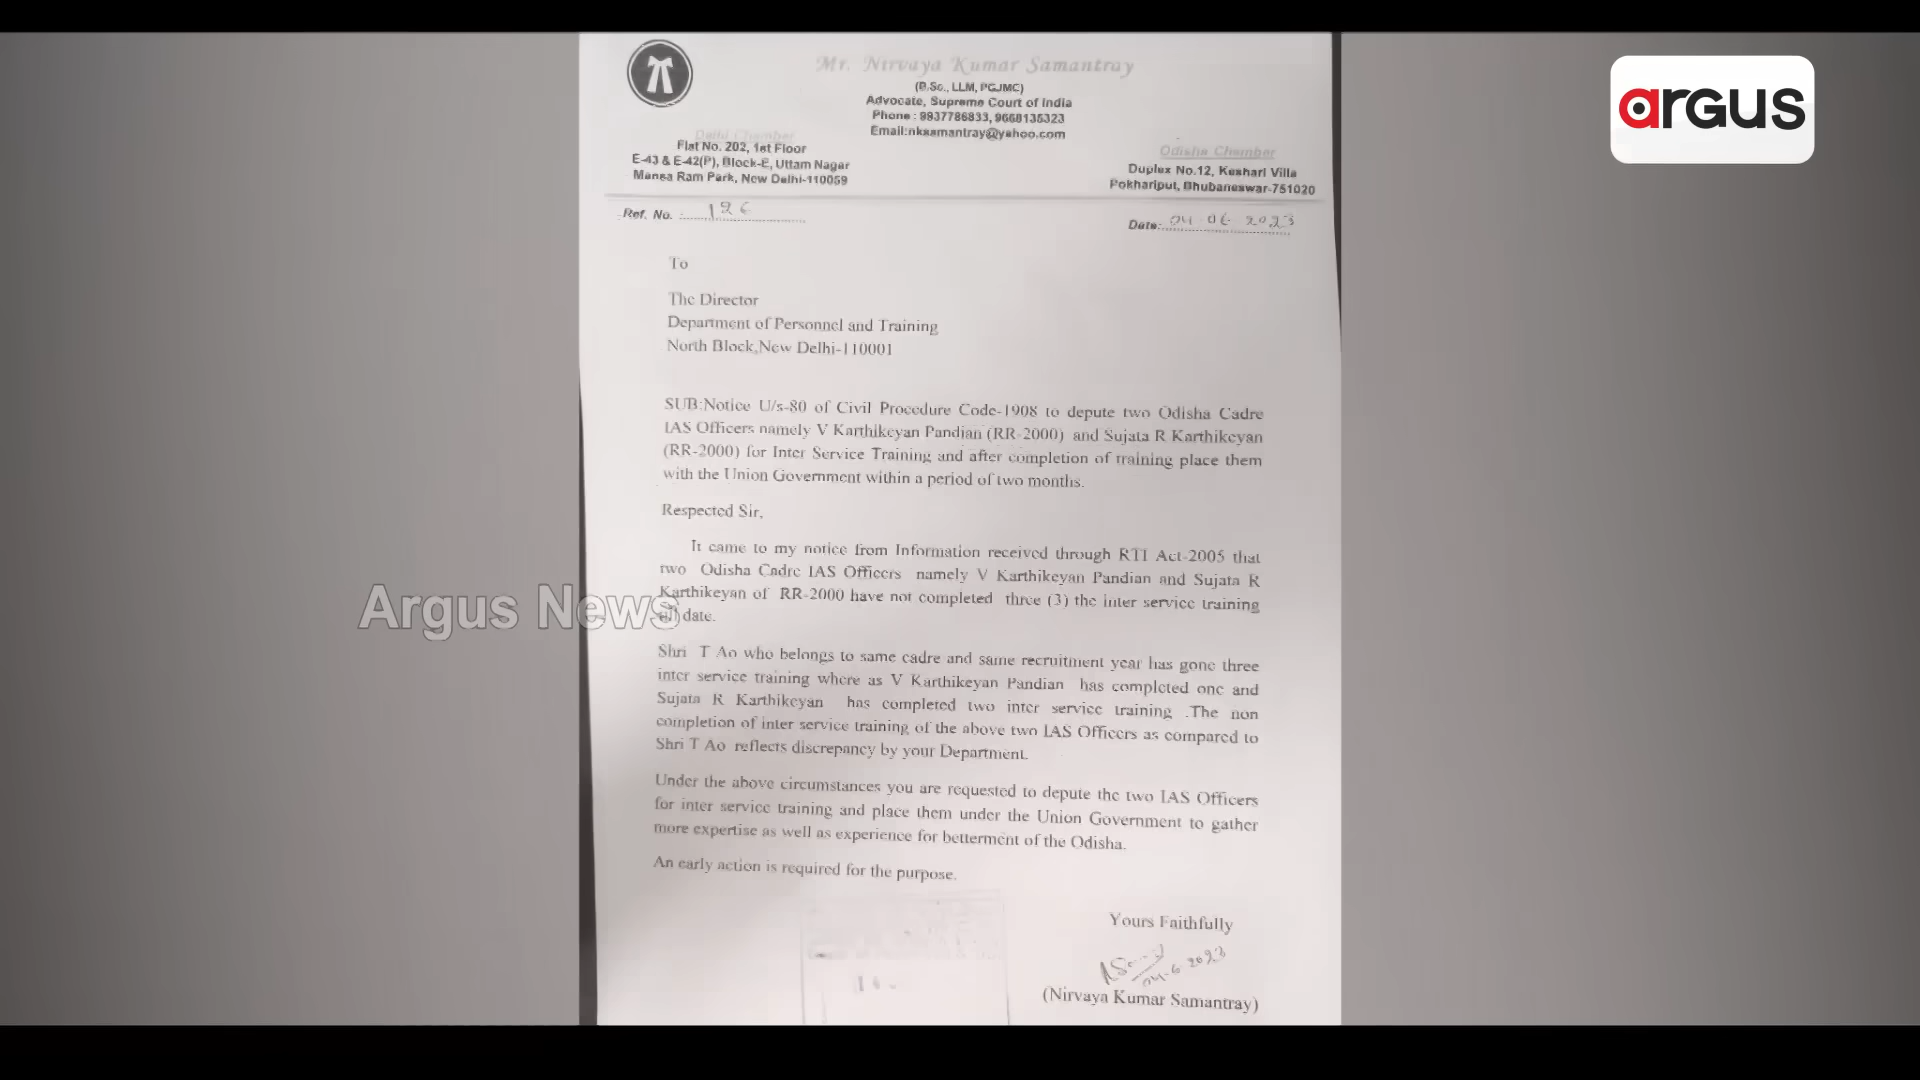 argus
Mr. Nirvaya Kumar Samantray
(B.Sc., LLM, PGJMC)
Advocate, Supreme Court of India
Phone : 9937786833, 9668135323
Email:nksamantray@yahoo.com
Delhi Chamber
Flat No. 202, 1st Floor
E-43 & E-42(P), Block-E, Uttam Nagar
Mansa Ram Park, New Delhi-110059
Odisha Chamber
Duplex No.12, Keshari Villa
Pokhariput, Bhubaneswar-751020
Ref. No. : 126
Date: 04-06-2023
To
The Director
Department of Personnel and Training
North Block,New Delhi-110001
SUB:Notice U/s-80 of Civil Procedure Code-1908 to depute two Odisha Cadre
IAS Officers namely V Karthikeyan Pandian (RR-2000) and Sujata R Karthikeyan
(RR-2000) for Inter Service Training and after completion of training place them
with the Union Government within a period of two months.
Respected Sir,
It came to my notice from Information received through RTI Act-2005 that
two Odisha Cadre IAS Officers namely V Karthikeyan Pandian and Sujata R
Karthikeyan of RR-2000 have not completed three (3) the inter service training
till date.
Argus News
Shri T Ao who belongs to same cadre and same recruitment year has gone three
inter service training where as V Karthikeyan Pandian has completed one and
Sujata R Karthikeyan has completed two inter service training .The non
completion of inter service training of the above two IAS Officers as compared to
Shri T Ao reflects discrepancy by your Department.
Under the above circumstances you are requested to depute the two IAS Officers
for inter service training and place them under the Union Government to gather
more expertise as well as experience for betterment of the Odisha.
An early action is required for the purpose.
Yours Faithfully
04-6-2023
(Nirvaya Kumar Samantray)